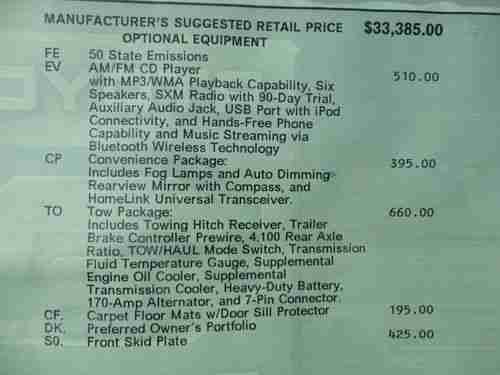 MANUFACTURER'S SUGGESTED RETAIL PRICE $33,385.00
OPTIONAL EQUIPMENT
FE 50 State Emissions
EV AM/FM CD Player 510.00
with MP3/WMA Playback Capability, Six
Speakers, SXM Radio with 90-Day Trial,
Auxiliary Audio Jack, USB Port with iPod
Connectivity, and Hands-Free Phone
Capability and Music Streaming via
Bluetooth Wireless Technology
CP Convenience Package: 395.00
Includes Fog Lamps and Auto Dimming
Rearview Mirror with Compass, and
HomeLink Universal Transceiver.
TO Tow Package: 660.00
Includes Towing Hitch Receiver, Trailer
Brake Controller Prewire, 4.100 Rear Axle
Ratio, TOW/HAUL Mode Switch, Transmission
Fluid Temperature Gauge, Supplemental
Engine Oil Cooler, Supplemental
Transmission Cooler, Heavy-Duty Battery,
170-Amp Alternator, and 7-Pin Connector.
CF. Carpet Floor Mats w/Door Sill Protector 195.00
DK. Preferred Owner's Portfolio
SO. Front Skid Plate 425.00